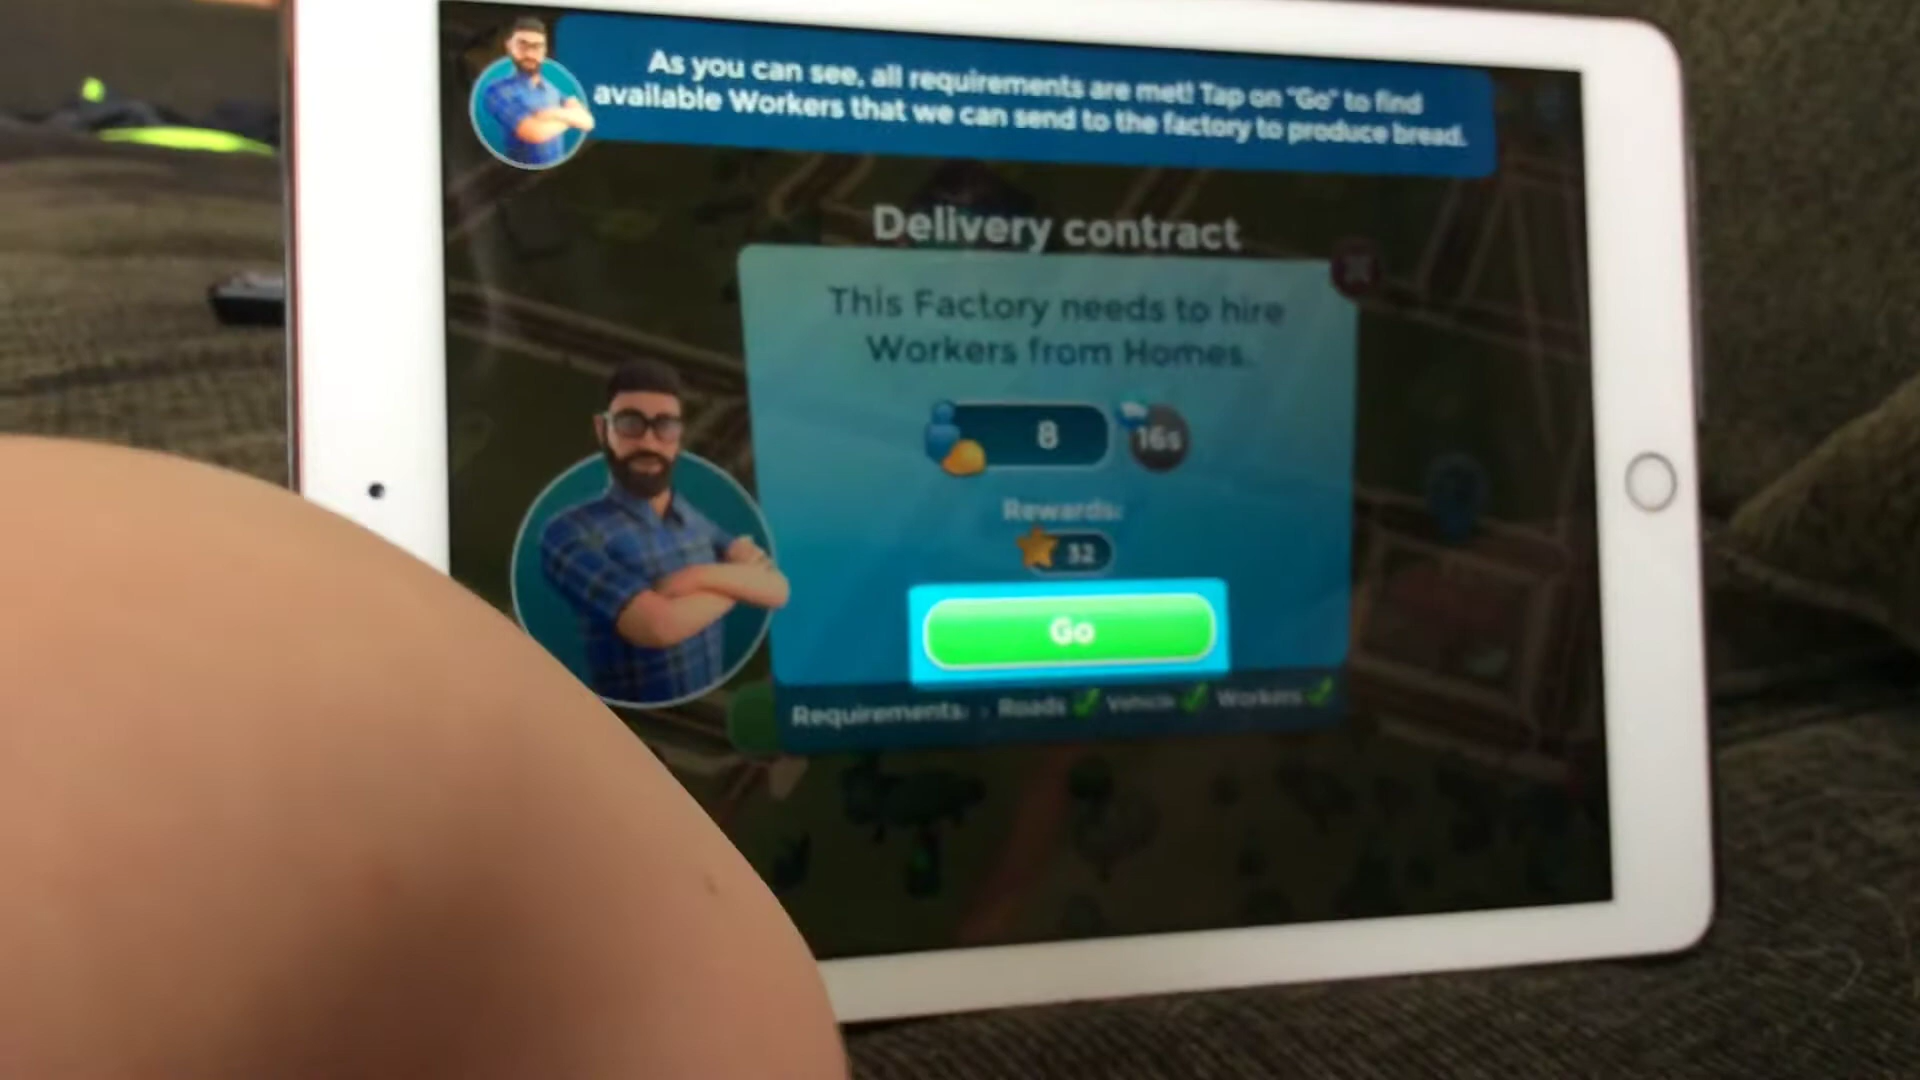 As you can see, all requirements are met! Tap on "Go" to find
available Workers that we can send to the factory to produce bread.
Delivery contract
This Factory needs to hire
Workers from Homes.
8
16s
Rewards:
32
Go
Requirements: Roads Vehicle Workers